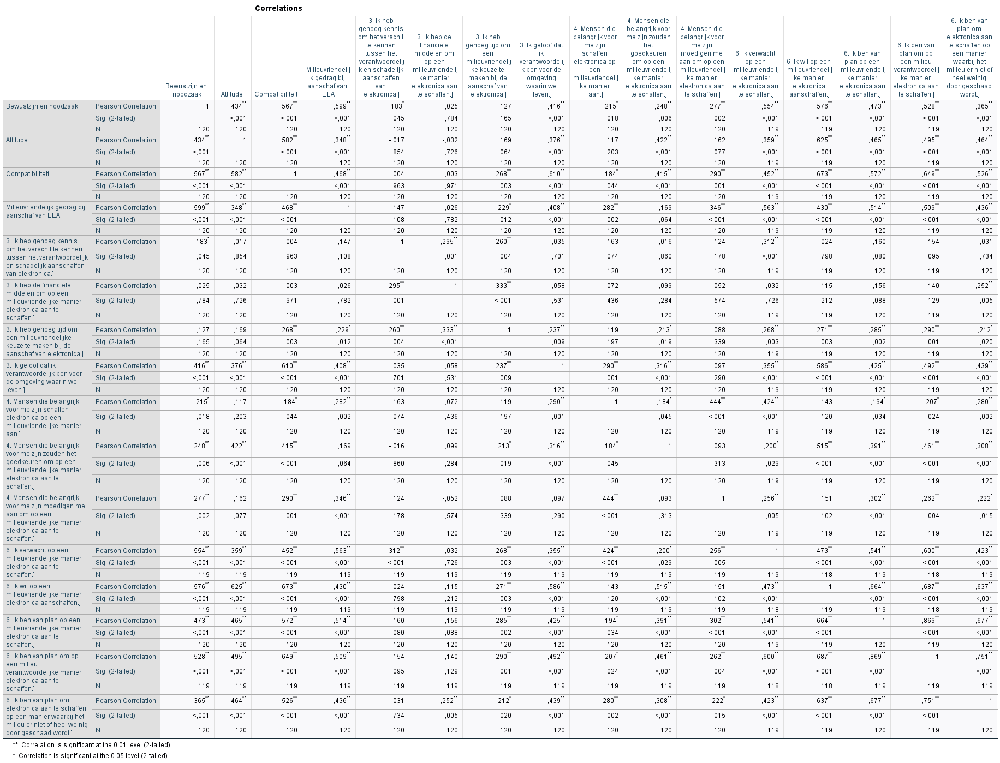 Correlations
Bewustzijn en
noodzaak
Attitude
Compatibiliteit
Milieuvriendelij
k gedrag bij
aanschaf van
EEA
3. Ik heb
genoeg kennis
om het verschil
te kennen
tussen het
verantwoordelij
k en schadelijk
aanschaffen
van
elektronica.]
3. Ik heb de
financiële
middelen om
op een
milieuvriendelij
ke manier
elektronica aan
te schaffen.]
3. Ik heb
genoeg tijd om
een
milieuvriendelij
ke keuze te
maken bij de
aanschaf van
elektronica.]
3. Ik geloof dat
ik
verantwoordelij
k ben voor de
omgeving
waarin we
leven.]
4. Mensen die
belangrijk voor
me zijn
schaffen
elektronica op
een
milieuvriendelij
ke manier
aan.]
4. Mensen die
belangrijk voor
me zijn zouden
het
goedkeuren
om op een
milieuvriendelij
ke manier
elektronica aan
te schaffen.]
4. Mensen die
belangrijk voor
me zijn
moedigen me
aan om op een
milieuvriendelij
ke manier
elektronica aan
te schaffen.]
6. Ik verwacht
op een
milieuvriendelij
ke manier
elektronica aan
te schaffen.]
6. Ik wil op een
milieuvriendelij
ke manier
elektronica
aanschaffen.]
6. Ik ben van
plan op een
milieuvriendelij
ke manier
elektronica aan
te schaffen.]
6. Ik ben van
plan om op
een milieu
verantwoordelij
ke manier
elektronica aan
te schaffen.]
6. Ik ben van
plan om
elektronica aan
te schaffen op
een manier
waarbij het
milieu er niet of
heel weinig
door geschaad
wordt.]
Bewustzijn en noodzaak
Pearson Correlation 1 ,434** ,567** ,599** ,183* ,025 ,127 ,416** ,215* ,248** ,277** ,554** ,576** ,473** ,528** ,365**
Sig. (2-tailed) <,001 <,001 <,001 ,045 ,784 ,165 <,001 ,018 ,006 ,002 <,001 <,001 <,001 <,001 <,001
N 120 120 120 120 120 120 120 120 120 120 120 119 119 120 119 120
Attitude
Pearson Correlation ,434** 1 ,582** ,348** -,017 -,032 ,169 ,376** ,117 ,422** ,162 ,359** ,625** ,465** ,495** ,464**
Sig. (2-tailed) <,001 <,001 <,001 ,854 ,726 ,064 <,001 ,203 <,001 ,077 <,001 <,001 <,001 <,001 <,001
N 120 120 120 120 120 120 120 120 120 120 120 119 119 120 119 120
Compatibiliteit
Pearson Correlation ,567** ,582** 1 ,468** ,004 ,003 ,268** ,610** ,184* ,415** ,290** ,452** ,673** ,572** ,649** ,526**
Sig. (2-tailed) <,001 <,001 <,001 ,963 ,971 ,003 <,001 ,044 <,001 ,001 <,001 <,001 <,001 <,001 <,001
N 120 120 120 120 120 120 120 120 120 120 120 119 119 120 119 120
Milieuvriendelijk gedrag bij
aanschaf van EEA
Pearson Correlation ,599** ,348** ,468** 1 ,147 ,026 ,229* ,408** ,282** ,169 ,346** ,563** ,430** ,514** ,509** ,436**
Sig. (2-tailed) <,001 <,001 <,001 ,108 ,782 ,012 <,001 ,002 ,064 <,001 <,001 <,001 <,001 <,001 <,001
N 120 120 120 120 120 120 120 120 120 120 120 119 119 120 119 120
3. Ik heb genoeg kennis
om het verschil te kennen
tussen het verantwoordelijk
en schadelijk aanschaffen
van elektronica.]
Pearson Correlation ,183* -,017 ,004 ,147 1 ,295** ,260** ,035 ,163 -,016 ,124 ,312** ,024 ,160 ,154 ,031
Sig. (2-tailed) ,045 ,854 ,963 ,108 ,001 ,004 ,701 ,074 ,860 ,178 <,001 ,798 ,080 ,095 ,734
N 120 120 120 120 120 120 120 120 120 120 120 119 119 120 119 120
3. Ik heb de financiële
middelen om op een
milieuvriendelijke manier
elektronica aan te
schaffen.]
Pearson Correlation ,025 -,032 ,003 ,026 ,295** 1 ,333** ,058 ,072 ,099 -,052 ,032 ,115 ,156 ,140 ,252**
Sig. (2-tailed) ,784 ,726 ,971 ,782 ,001 <,001 ,531 ,436 ,284 ,574 ,726 ,212 ,088 ,129 ,005
N 120 120 120 120 120 120 120 120 120 120 120 119 119 120 119 120
3. Ik heb genoeg tijd om
een milieuvriendelijke
keuze te maken bij de
aanschaf van elektronica.]
Pearson Correlation ,127 ,169 ,268** ,229* ,260** ,333** 1 ,237** ,119 ,213* ,088 ,268** ,271** ,285** ,290** ,212*
Sig. (2-tailed) ,165 ,064 ,003 ,012 ,004 <,001 ,009 ,197 ,019 ,339 ,003 ,003 ,002 ,001 ,020
N 120 120 120 120 120 120 120 120 120 120 120 119 119 120 119 120
3. Ik geloof dat ik
verantwoordelijk ben voor
de omgeving waarin we
leven.]
Pearson Correlation ,416** ,376** ,610** ,408** ,035 ,058 ,237** 1 ,290** ,316** ,097 ,355** ,586** ,425** ,492** ,439**
Sig. (2-tailed) <,001 <,001 <,001 <,001 ,701 ,531 ,009 ,001 <,001 ,290 <,001 <,001 <,001 <,001 <,001
N 120 120 120 120 120 120 120 120 120 120 120 119 119 120 119 120
4. Mensen die belangrijk
voor me zijn schaffen
elektronica op een
milieuvriendelijke manier
aan.]
Pearson Correlation ,215* ,117 ,184* ,282** ,163 ,072 ,119 ,290** 1 ,184* ,444** ,424** ,143 ,194* ,207* ,280**
Sig. (2-tailed) ,018 ,203 ,044 ,002 ,074 ,436 ,197 ,001 ,045 <,001 <,001 ,120 ,034 ,024 ,002
N 120 120 120 120 120 120 120 120 120 120 120 119 119 120 119 120
4. Mensen die belangrijk
voor me zijn zouden het
goedkeuren om op een
milieuvriendelijke manier
elektronica aan te
schaffen.]
Pearson Correlation ,248** ,422** ,415** ,169 -,016 ,099 ,213* ,316** ,184* 1 ,093 ,200* ,515** ,391** ,461** ,308**
Sig. (2-tailed) ,006 <,001 <,001 ,064 ,860 ,284 ,019 <,001 ,045 ,313 ,029 <,001 <,001 <,001 <,001
N 120 120 120 120 120 120 120 120 120 120 120 119 119 120 119 120
4. Mensen die belangrijk
voor me zijn moedigen me
aan om op een
milieuvriendelijke manier
elektronica aan te
schaffen.]
Pearson Correlation ,277** ,162 ,290** ,346** ,124 -,052 ,088 ,097 ,444** ,093 1 ,256** ,151 ,302** ,262** ,222*
Sig. (2-tailed) ,002 ,077 ,001 <,001 ,178 ,574 ,339 ,290 <,001 ,313 ,005 ,102 <,001 ,004 ,015
N 120 120 120 120 120 120 120 120 120 120 120 119 119 120 119 120
6. Ik verwacht op een
milieuvriendelijke manier
elektronica aan te
schaffen.]
Pearson Correlation ,554** ,359** ,452** ,563** ,312** ,032 ,268** ,355** ,424** ,200* ,256** 1 ,473** ,541** ,600** ,423**
Sig. (2-tailed) <,001 <,001 <,001 <,001 <,001 ,726 ,003 <,001 <,001 ,029 ,005 <,001 <,001 <,001 <,001
N 119 119 119 119 119 119 119 119 119 119 119 119 118 119 118 119
6. Ik wil op een
milieuvriendelijke manier
elektronica aanschaffen.]
Pearson Correlation ,576** ,625** ,673** ,430** ,024 ,115 ,271** ,586** ,143 ,515** ,151 ,473** 1 ,664** ,687** ,637**
Sig. (2-tailed) <,001 <,001 <,001 <,001 ,798 ,212 ,003 <,001 ,120 <,001 ,102 <,001 <,001 <,001 <,001
N 119 119 119 119 119 119 119 119 119 119 119 118 119 119 118 119
6. Ik ben van plan op een
milieuvriendelijke manier
elektronica aan te
schaffen.]
Pearson Correlation ,473** ,465** ,572** ,514** ,160 ,156 ,285** ,425** ,194* ,391** ,302** ,541** ,664** 1 ,869** ,677**
Sig. (2-tailed) <,001 <,001 <,001 <,001 ,080 ,088 ,002 <,001 ,034 <,001 <,001 <,001 <,001 <,001 <,001
N 120 120 120 120 120 120 120 120 120 120 120 119 119 120 119 120
6. Ik ben van plan om op
een milieu
verantwoordelijke manier
elektronica aan te
schaffen.]
Pearson Correlation ,528** ,495** ,649** ,509** ,154 ,140 ,290** ,492** ,207* ,461** ,262** ,600** ,687** ,869** 1 ,751**
Sig. (2-tailed) <,001 <,001 <,001 <,001 ,095 ,129 ,001 <,001 ,024 <,001 ,004 <,001 <,001 <,001 <,001
N 119 119 119 119 119 119 119 119 119 119 119 118 118 119 119 119
6. Ik ben van plan om
elektronica aan te schaffen
op een manier waarbij het
milieu er niet of heel weinig
door geschaad wordt.]
Pearson Correlation ,365** ,464** ,526** ,436** ,031 ,252** ,212* ,439** ,280** ,308** ,222* ,423** ,637** ,677** ,751** 1
Sig. (2-tailed) <,001 <,001 <,001 <,001 ,734 ,005 ,020 <,001 ,002 <,001 ,015 <,001 <,001 <,001 <,001
N 120 120 120 120 120 120 120 120 120 120 120 119 119 120 119 120
**. Correlation is significant at the 0.01 level (2-tailed).
*. Correlation is significant at the 0.05 level (2-tailed).